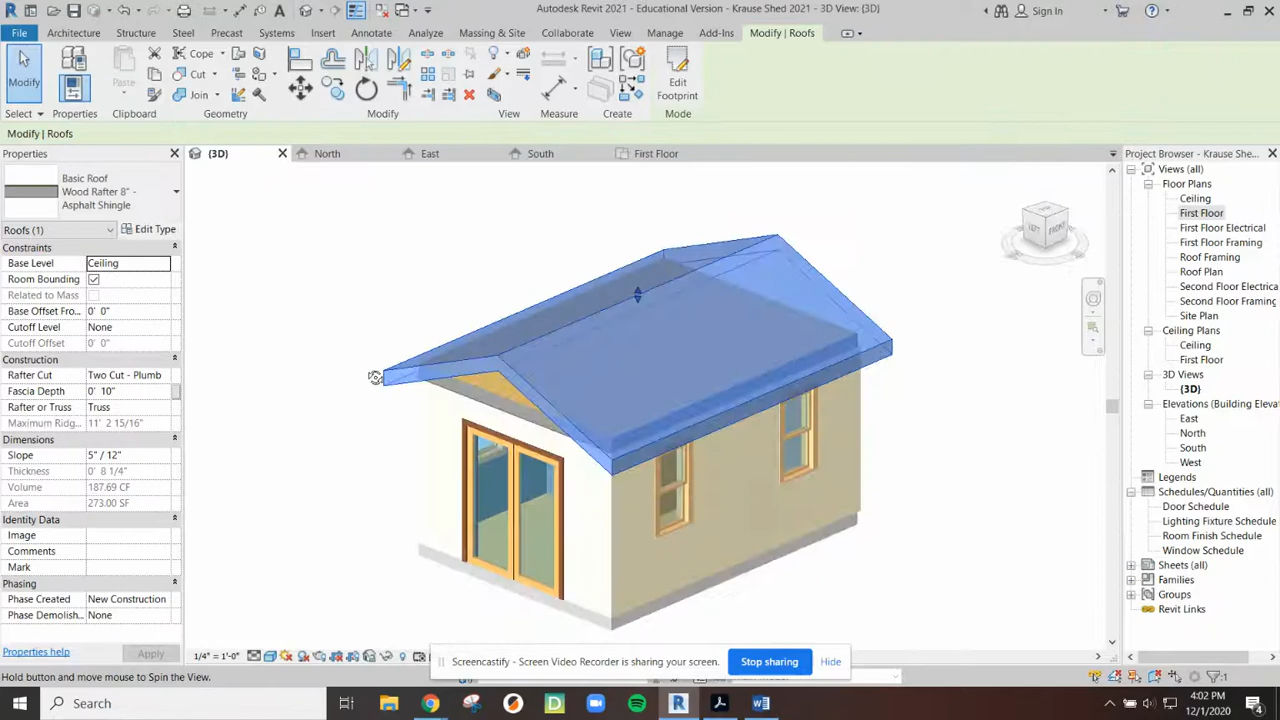 Autodesk Revit 2021 - Educational Version - Krause Shed 2021 - 3D View: {3D}
Sign In
File Architecture Structure Steel Precast Systems Insert Annotate Analyze Massing & Site Collaborate View Manage Add-Ins Modify | Roofs
Modify Paste Cope Cut Join Edit Footprint
Select Properties Clipboard Geometry Modify View Measure Create Mode
Modify | Roofs
Properties
{3D} North East South First Floor
Project Browser - Krause She...
Basic Roof
Wood Rafter 8" -
Asphalt Shingle
Roofs (1) Edit Type
Constraints
Base Level Ceiling
Room Bounding
Related to Mass
Base Offset Fro... 0' 0"
Cutoff Level None
Cutoff Offset 0' 0"
Construction
Rafter Cut Two Cut - Plumb
Fascia Depth 0' 10"
Rafter or Truss Truss
Maximum Ridg... 11' 2 15/16"
Dimensions
Slope 5" / 12"
Thickness 0' 8 1/4"
Volume 187.69 CF
Area 273.00 SF
Identity Data
Image
Comments
Mark
Phasing
Phase Created New Construction
Phase Demolis... None
Properties help Apply
LEFT FRONT
Views (all)
Floor Plans
Ceiling
First Floor
First Floor Electrical
First Floor Framing
Roof Framing
Roof Plan
Second Floor Electric
Second Floor Framing
Site Plan
Ceiling Plans
Ceiling
First Floor
3D Views
{3D}
Elevations (Building Eleva
East
North
South
West
Legends
Schedules/Quantities (all)
Door Schedule
Lighting Fixture Schedule
Room Finish Schedule
Window Schedule
Sheets (all)
Families
Groups
Revit Links
1/4" = 1'-0"
Screencastify - Screen Video Recorder is sharing your screen. Stop sharing Hide
Hold button and move mouse to Spin the View.
:1
Search
4:02 PM
12/1/2020